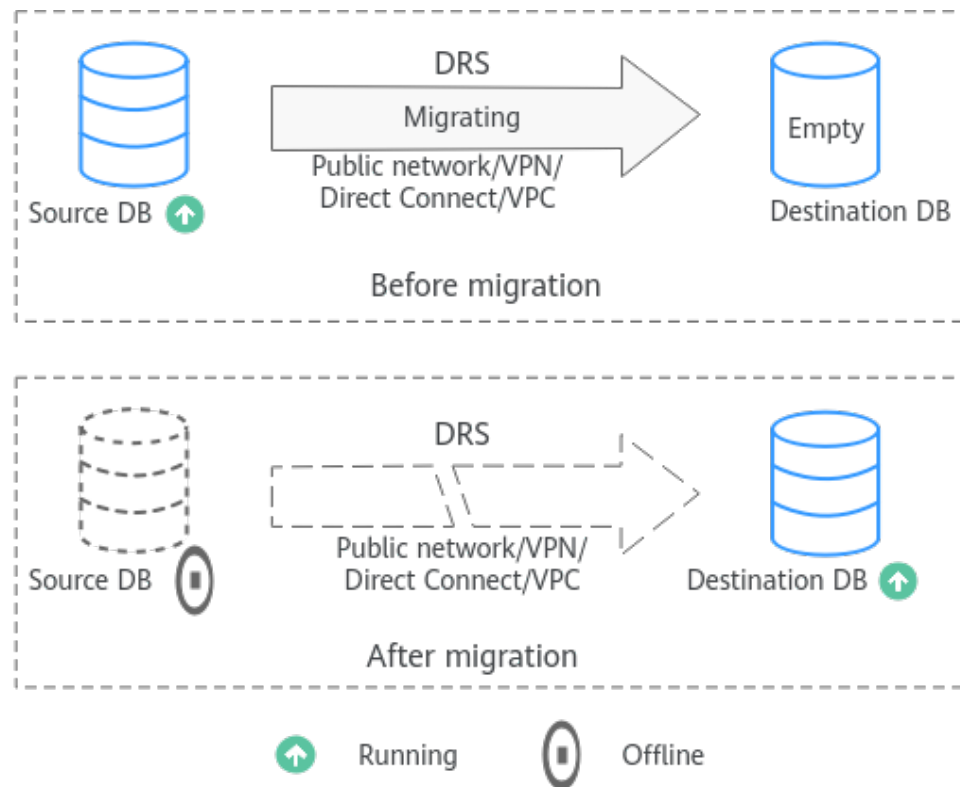 DRS
Migrating
Empty
Public network/VPN/
Direct Connect/VPC
Source DB
Destination DB
Before migration
DRS
Public network/VPN/
Direct Connect/VPC
Source DB
Destination DB
After migration
Running
Offline